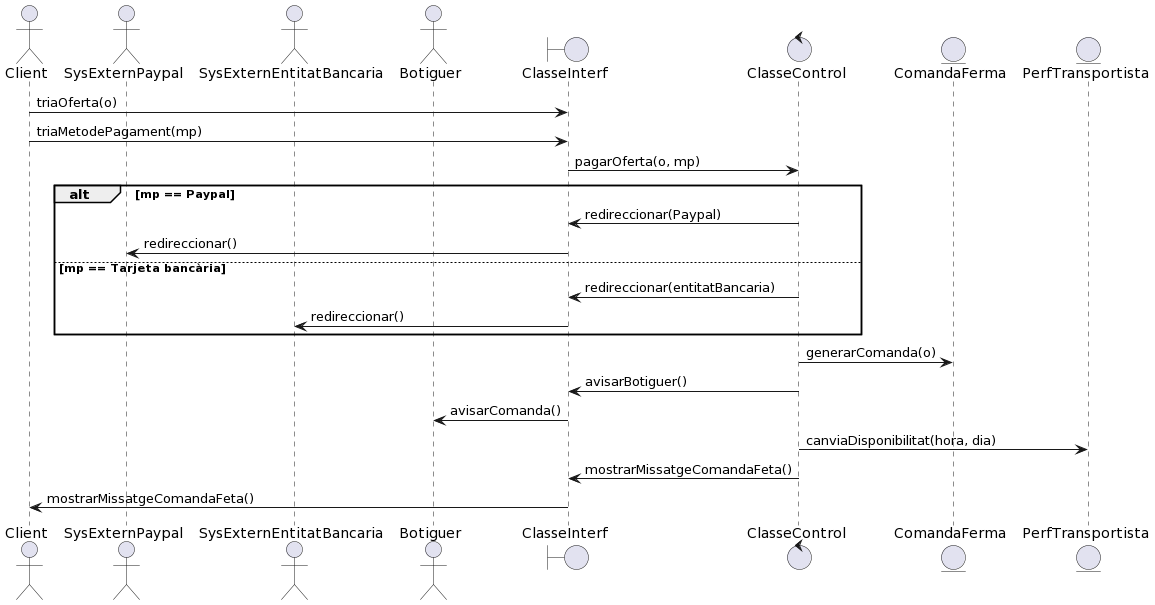 Client SysExternPaypal SysExternEntitatBancaria Botiguer ClasseInterf ClasseControl ComandaFerma PerfTransportista
triaOferta(o)
triaMetodePagament(mp)
pagarOferta(o, mp)
alt [mp == Paypal]
redireccionar(Paypal)
redireccionar()
[mp == Tarjeta bancària]
redireccionar(entitatBancaria)
redireccionar()
generarComanda(o)
avisarBotiguer()
avisarComanda()
canviaDisponibilitat(hora, dia)
mostrarMissatgeComandaFeta()
mostrarMissatgeComandaFeta()
Client SysExternPaypal SysExternEntitatBancaria Botiguer ClasseInterf ClasseControl ComandaFerma PerfTransportista